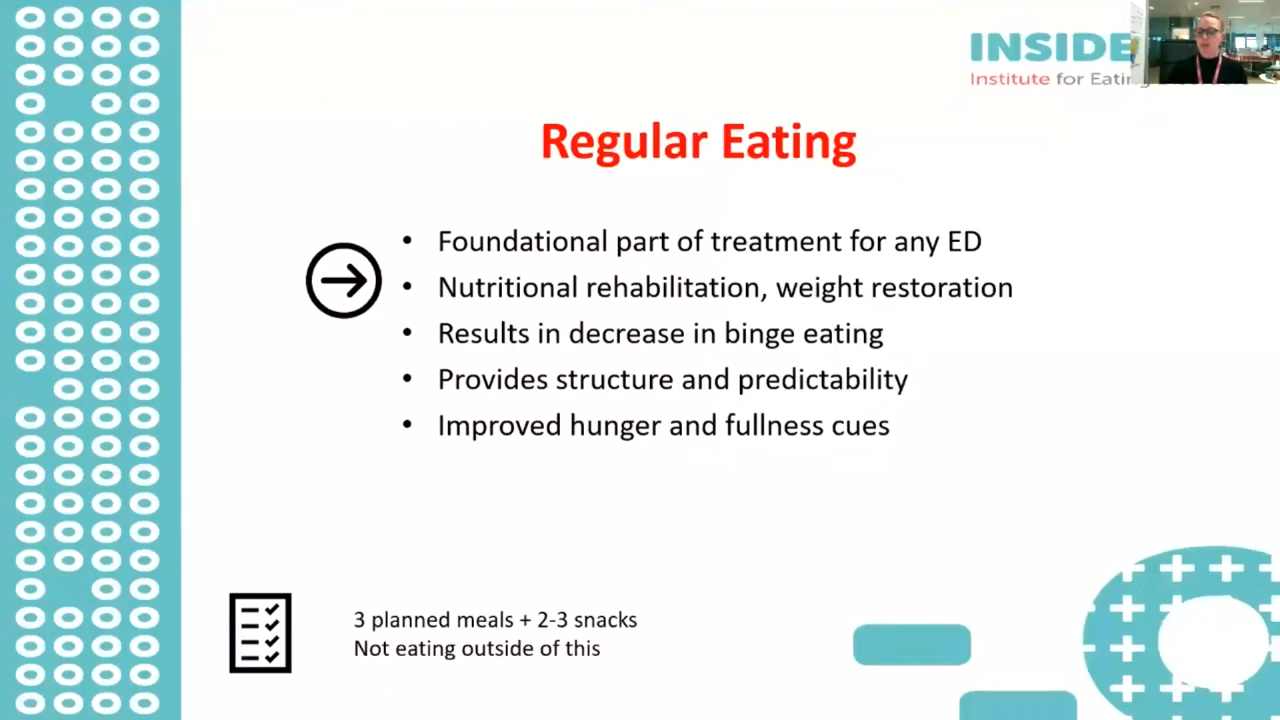 INSIDE
Institute for Eating
Regular Eating
• Foundational part of treatment for any ED
• Nutritional rehabilitation, weight restoration
• Results in decrease in binge eating
• Provides structure and predictability
• Improved hunger and fullness cues
3 planned meals + 2-3 snacks
Not eating outside of this